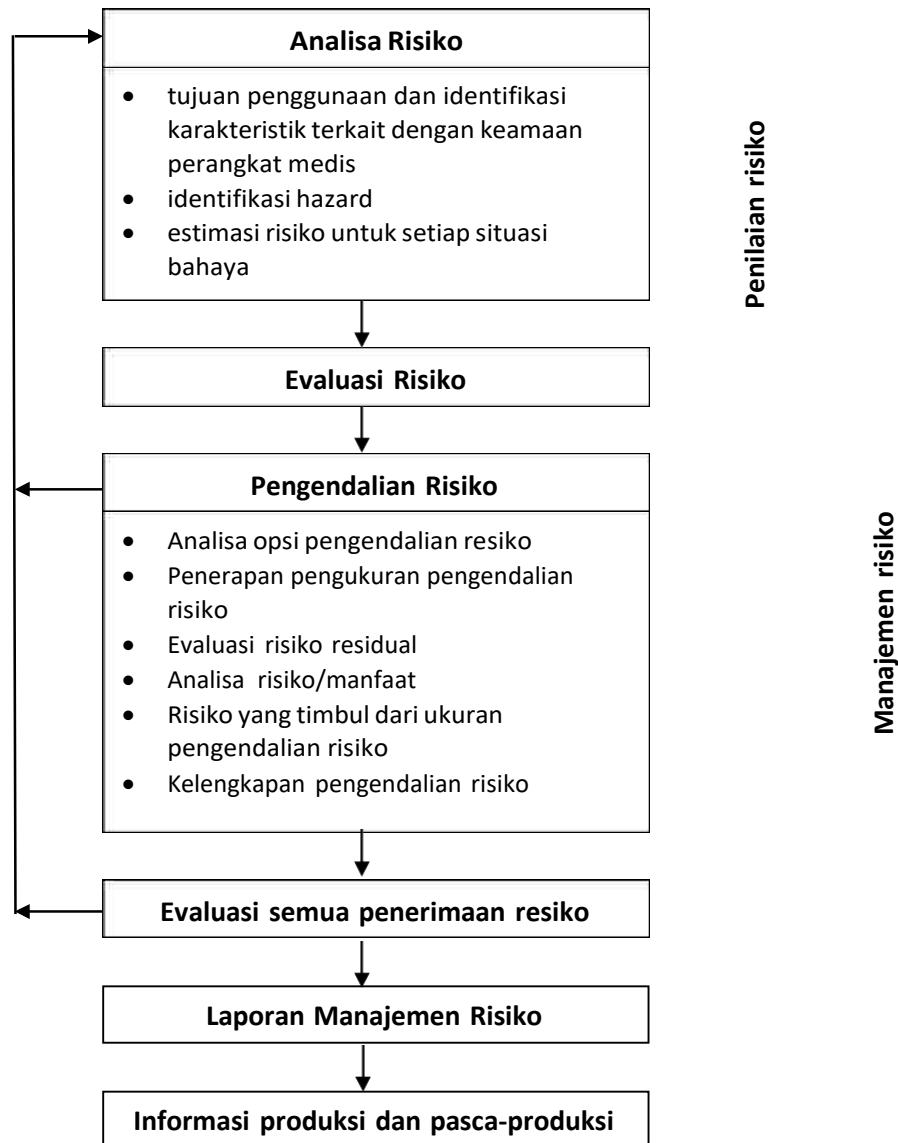 Analisa Risiko
• tujuan penggunaan dan identifikasi
karakteristik terkait dengan keamaan
perangkat medis
• identifikasi hazard
• estimasi risiko untuk setiap situasi
bahaya
Penilaian risiko
Evaluasi Risiko
Pengendalian Risiko
• Analisa opsi pengendalian resiko
• Penerapan pengukuran pengendalian
risiko
• Evaluasi risiko residual
• Analisa risiko/manfaat
• Risiko yang timbul dari ukuran
pengendalian risiko
• Kelengkapan pengendalian risiko
Manajemen risiko
Evaluasi semua penerimaan resiko
Laporan Manajemen Risiko
Informasi produksi dan pasca-produksi